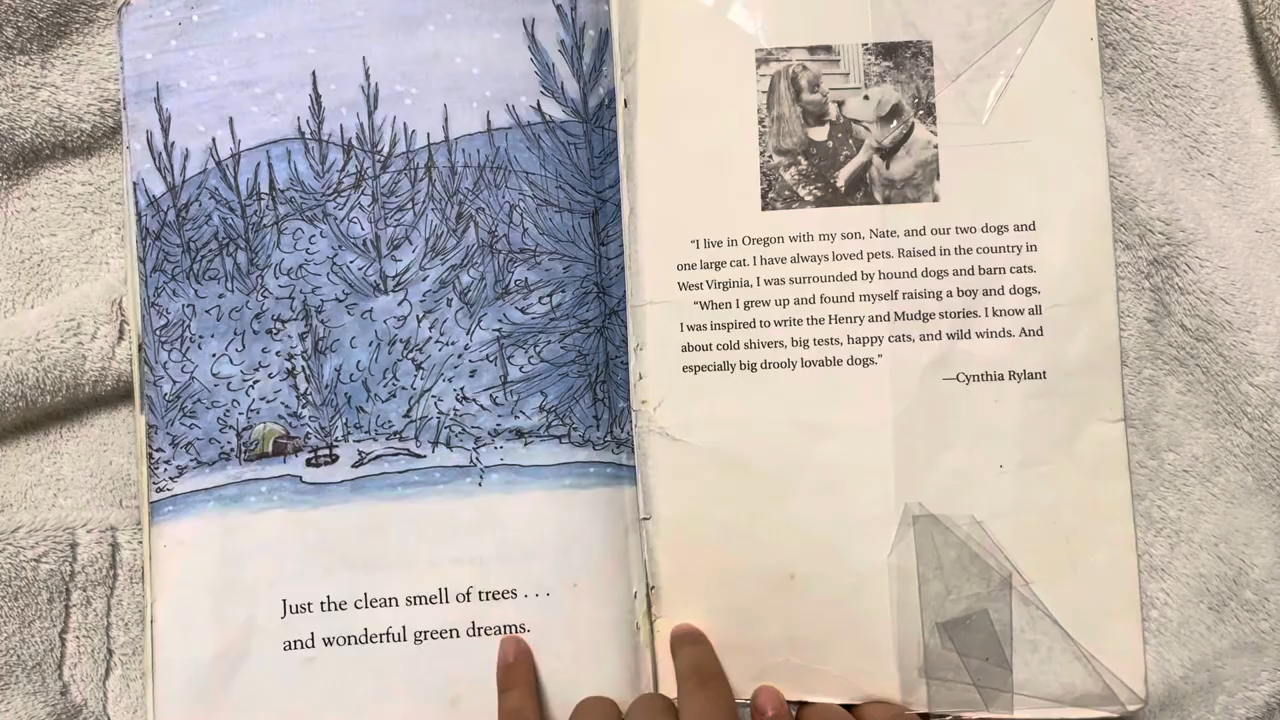 Just the clean smell of trees . . .
and wonderful green dreams.
“I live in Oregon with my son, Nate, and our two dogs and
one large cat. I have always loved pets. Raised in the country in
West Virginia, I was surrounded by hound dogs and barn cats.
“When I grew up and found myself raising a boy and dogs,
I was inspired to write the Henry and Mudge stories. I know all
about cold shivers, big tests, happy cats, and wild winds. And
especially big drooly lovable dogs.”
—Cynthia Rylant